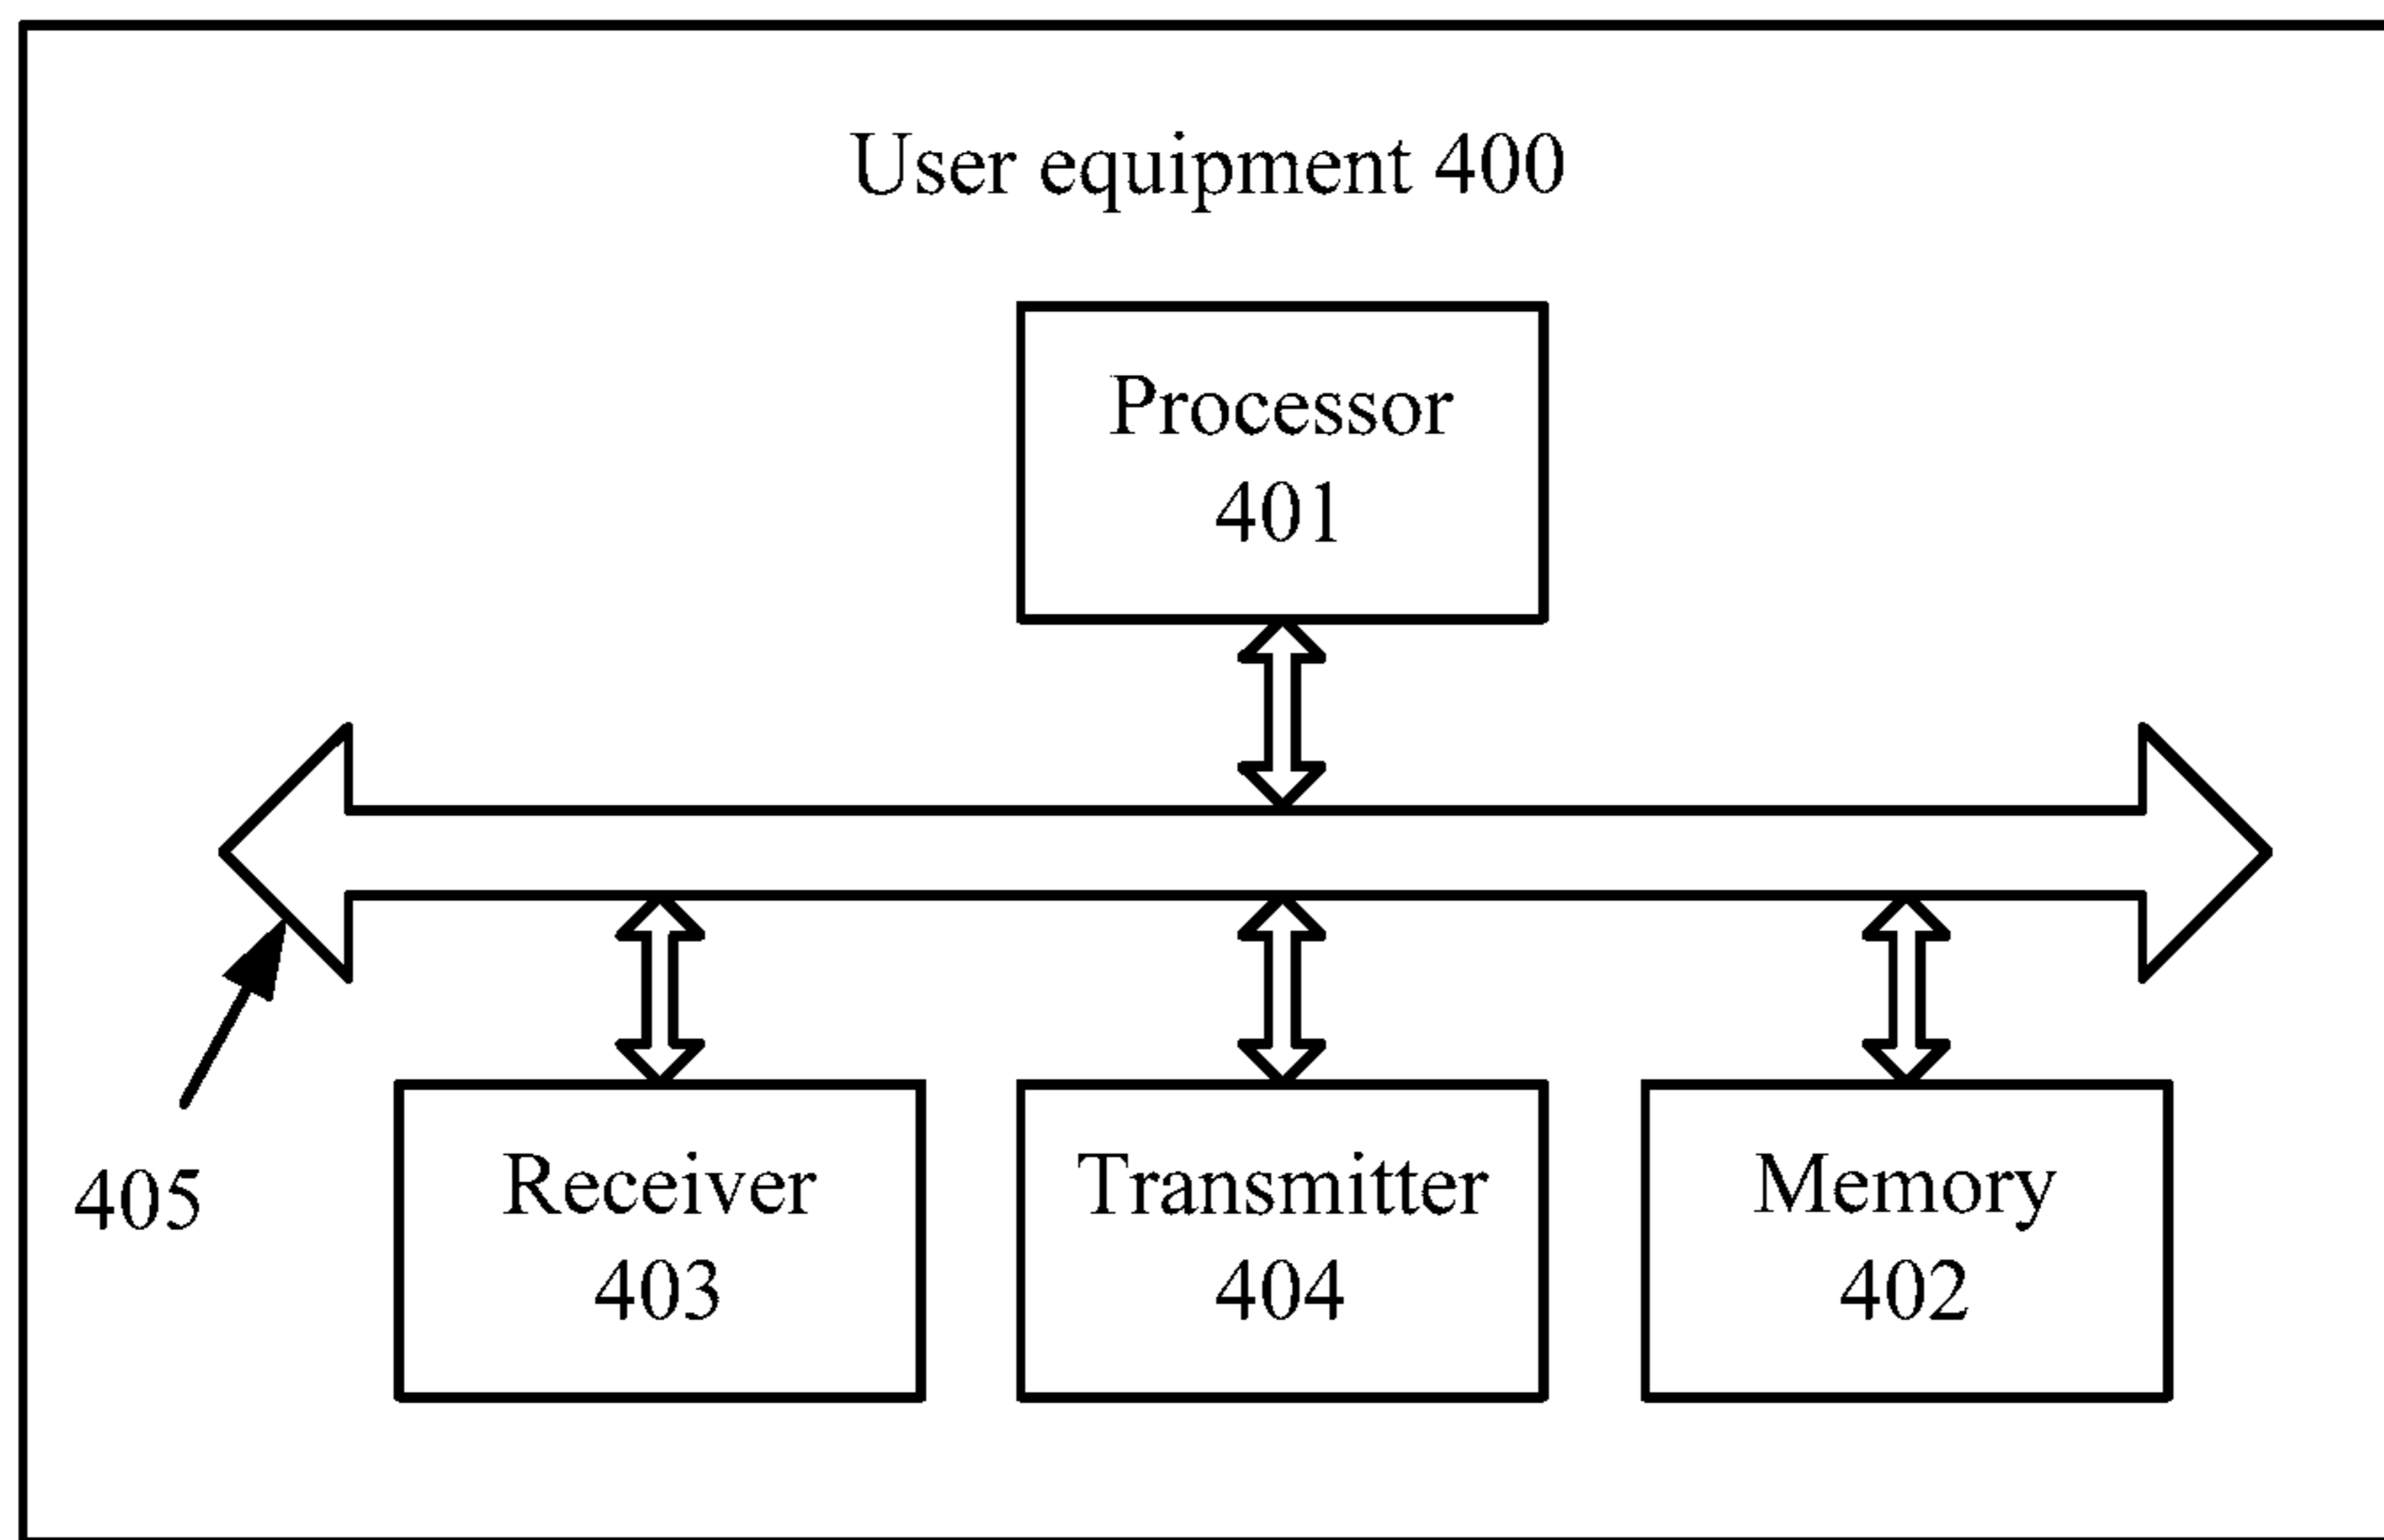 User equipment 400
Processor
401
405
Receiver
403
Transmitter
404
Memory
402